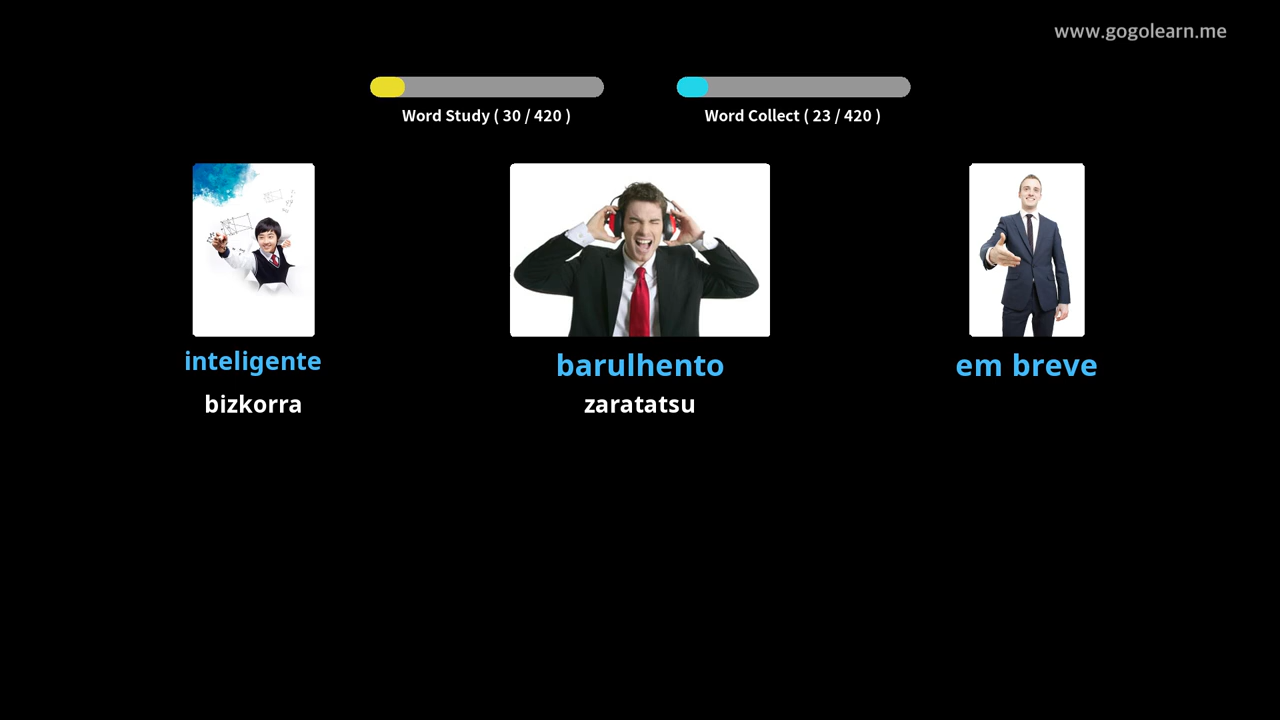 www.gogolearn.me
Word Study ( 30 / 420 )
Word Collect ( 23 / 420 )
inteligente
barulhento
em breve
bizkorra
zaratatsu